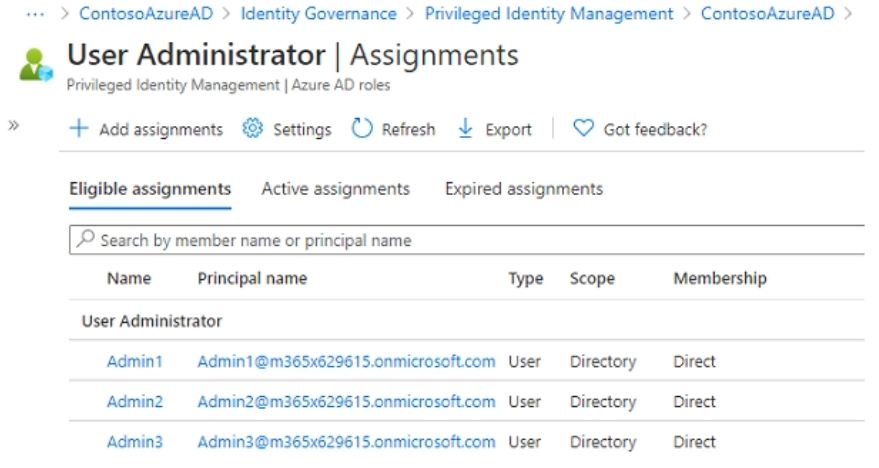 ··· > ContosoAzureAD > Identity Governance > Privileged Identity Management > ContosoAzureAD >
User Administrator | Assignments
Privileged Identity Management | Azure AD roles
» + Add assignments Settings Refresh Export Got feedback?
Eligible assignments Active assignments Expired assignments
Search by member name or principal name
Name Principal name Type Scope Membership
User Administrator
Admin1 Admin1@m365x629615.onmicrosoft.com User Directory Direct
Admin2 Admin2@m365x629615.onmicrosoft.com User Directory Direct
Admin3 Admin3@m365x629615.onmicrosoft.com User Directory Direct